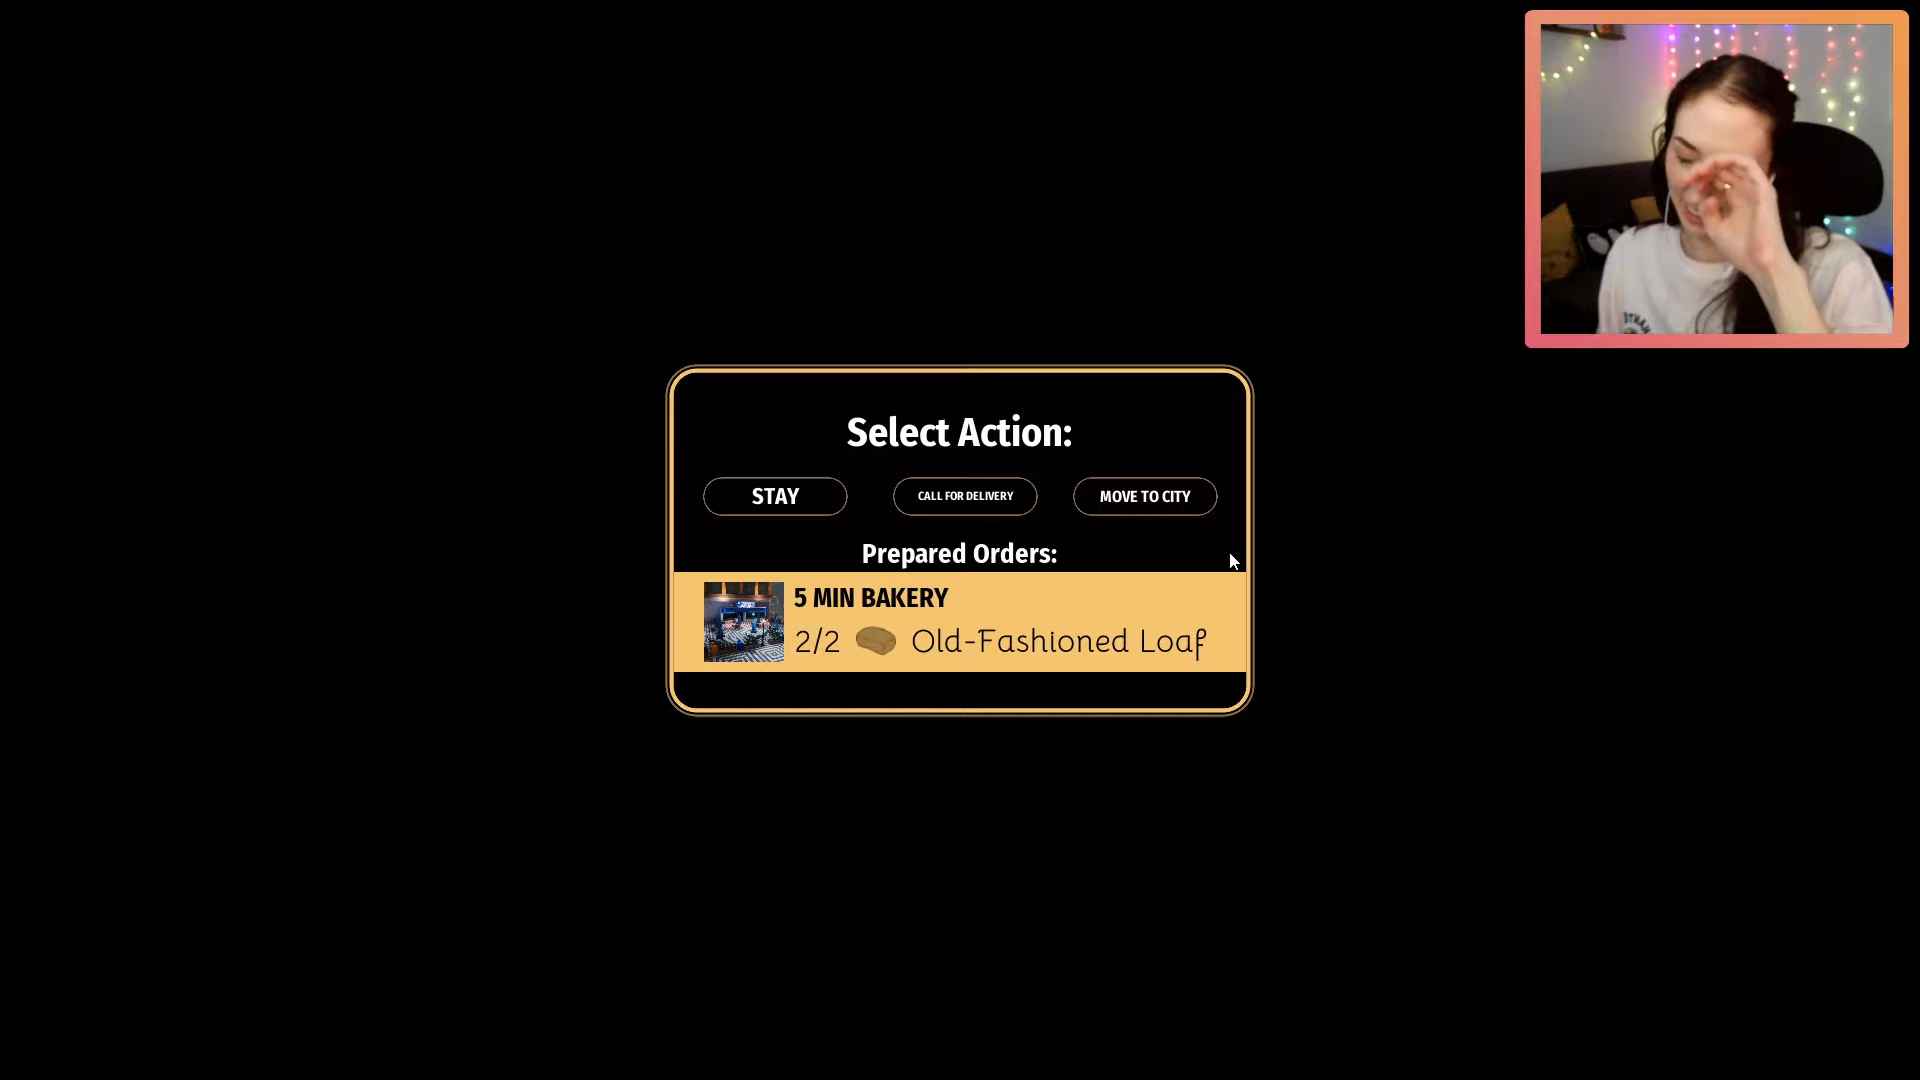 Select Action:
STAY
CALL FOR DELIVERY
MOVE TO CITY
Prepared Orders:
5 MIN BAKERY
2/2 Old-Fashioned Loaf